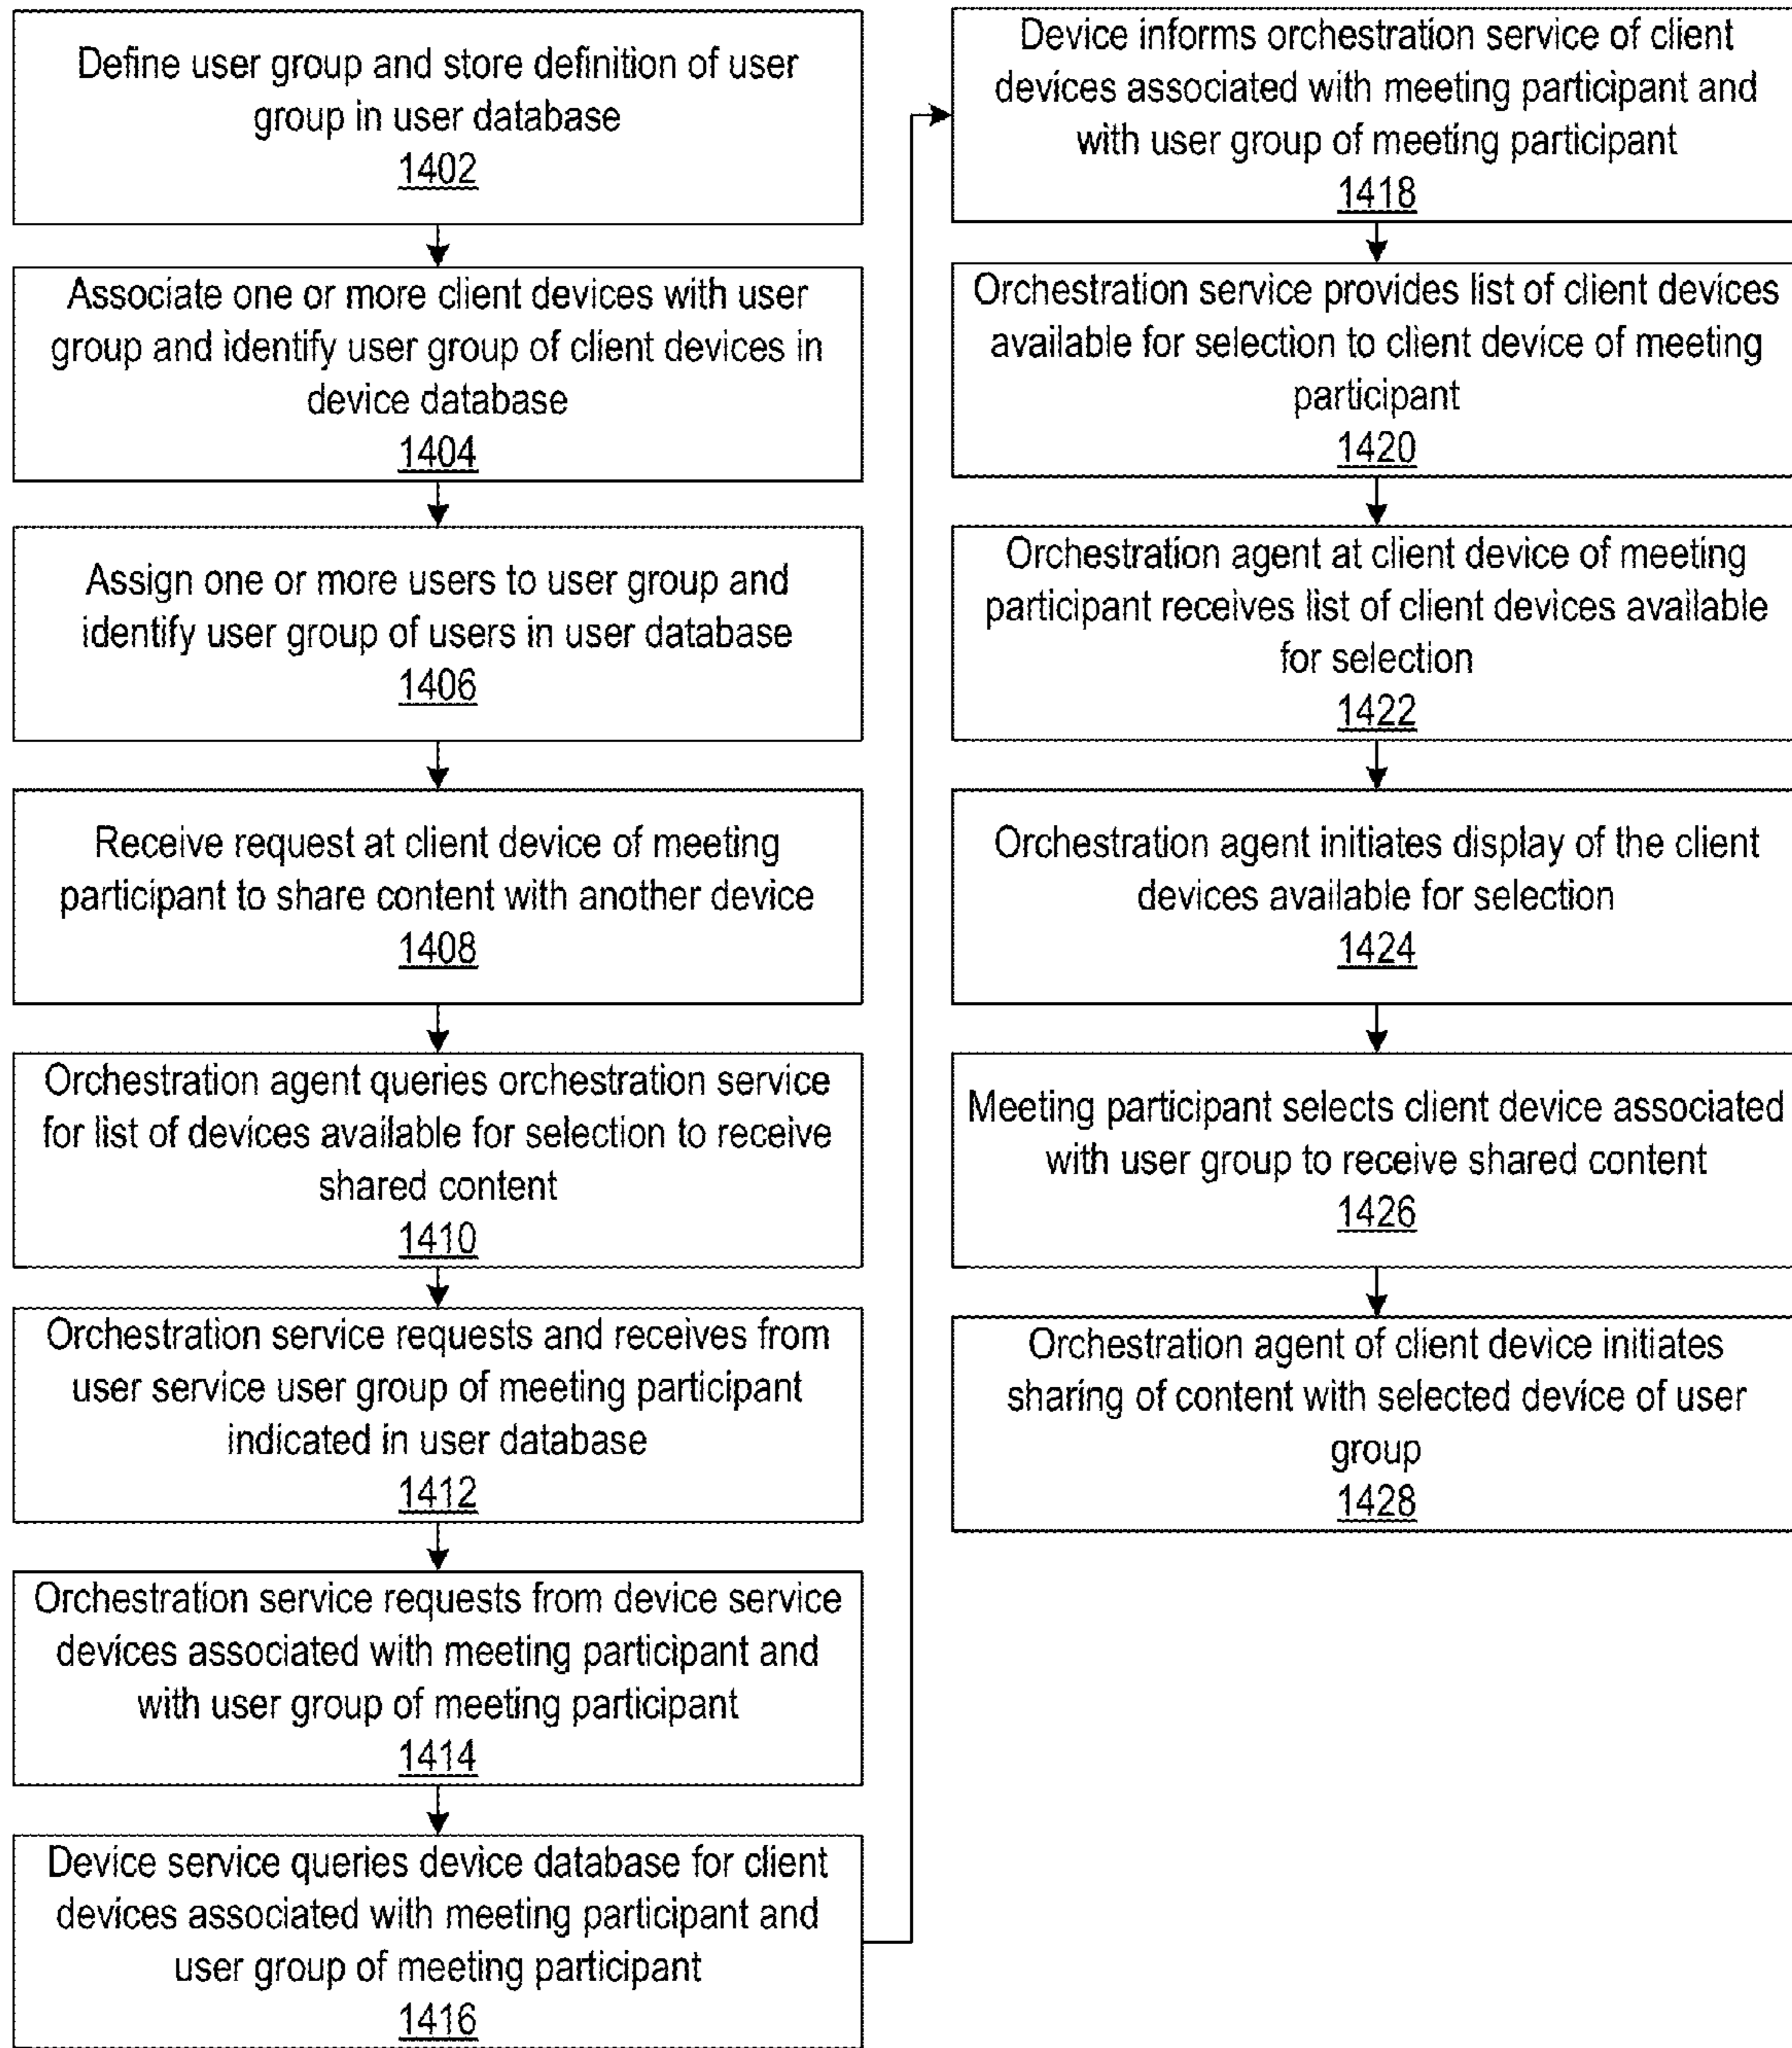 Define user group and store definition of user
group in user database
1402
Associate one or more client devices with user
group and identify user group of client devices in
device database
1404
Assign one or more users to user group and
identify user group of users in user database
1406
Receive request at client device of meeting
participant to share content with another device
1408
Orchestration agent queries orchestration service
for list of devices available for selection to receive
shared content
1410
Orchestration service requests and receives from
user service user group of meeting participant
indicated in user database
1412
Orchestration service requests from device service
devices associated with meeting participant and
with user group of meeting participant
1414
Device service queries device database for client
devices associated with meeting participant and
user group of meeting participant
1416
Device informs orchestration service of client
devices associated with meeting participant and
with user group of meeting participant
1418
Orchestration service provides list of client devices
available for selection to client device of meeting
participant
1420
Orchestration agent at client device of meeting
participant receives list of client devices available
for selection
1422
Orchestration agent initiates display of the client
devices available for selection
1424
Meeting participant selects client device associated
with user group to receive shared content
1426
Orchestration agent of client device initiates
sharing of content with selected device of user
group
1428